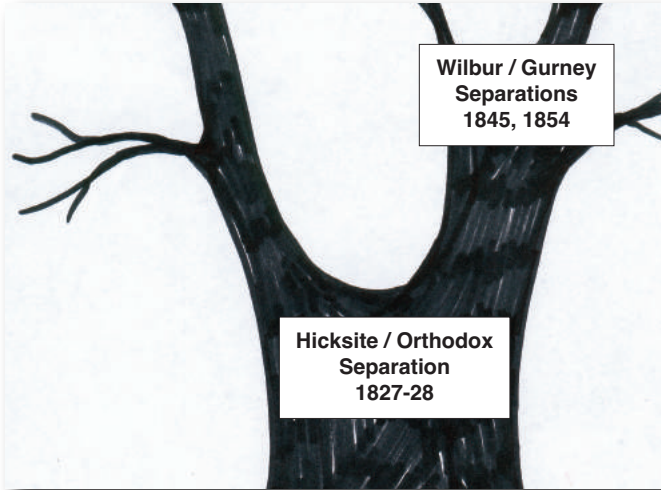 Wilbur / Gurney
Separations
1845, 1854
Hicksite / Orthodox
Separation
1827-28